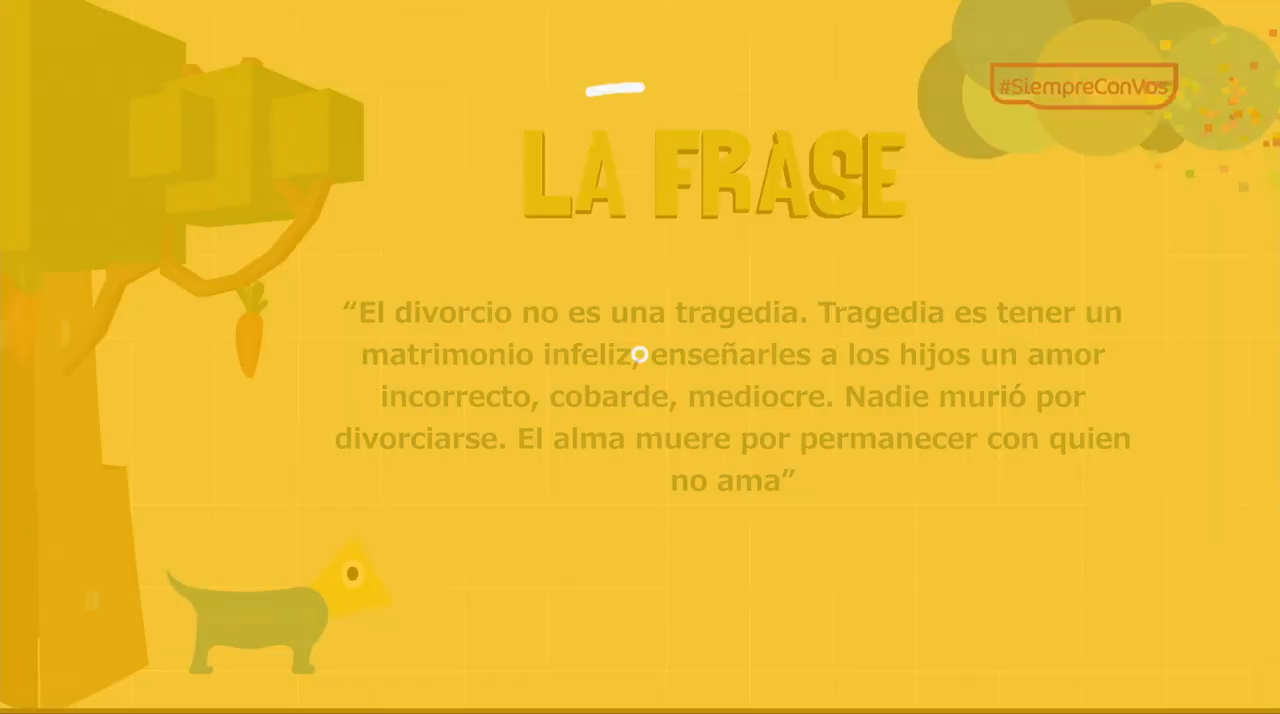 #SiempreConVos
LA FRASE
“El divorcio no es una tragedia. Tragedia es tener un
matrimonio infeliz, enseñarles a los hijos un amor
incorrecto, cobarde, mediocre. Nadie murió por
divorciarse. El alma muere por permanecer con quien
no ama”